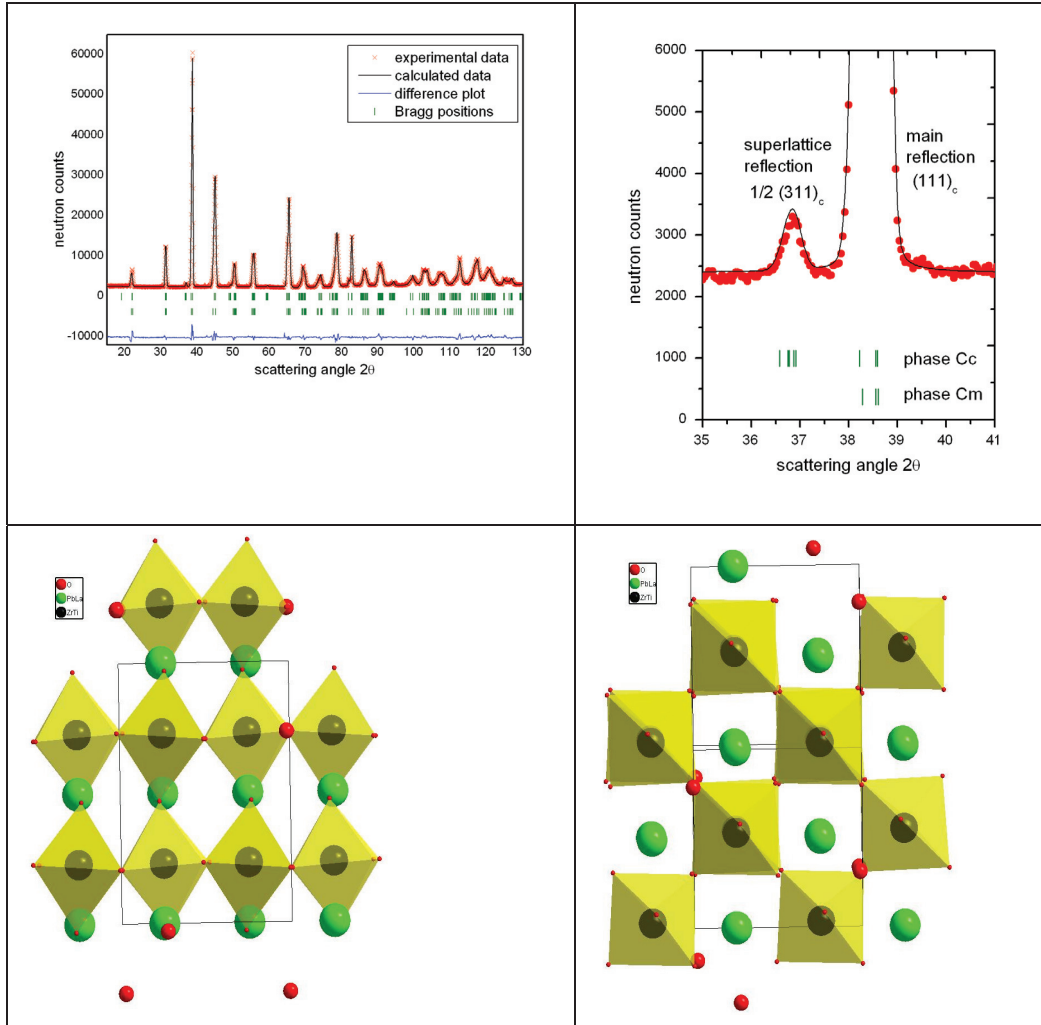 60000
50000
40000
30000
20000
10000
0
-10000
neutron counts
experimental data
calculated data
difference plot
Bragg positions
15 20 30 40 50 60 70 80 90 100 110 120 130
scattering angle 2θ
6000
5000
4000
3000
2000
1000
0
neutron counts
superlattice
reflection
1/2 (311)c
main
reflection
(111)c
phase Cc
phase Cm
35 36 37 38 39 40 41
scattering angle 2θ
O
PbLa
ZrTi
O
PbLa
ZrTi